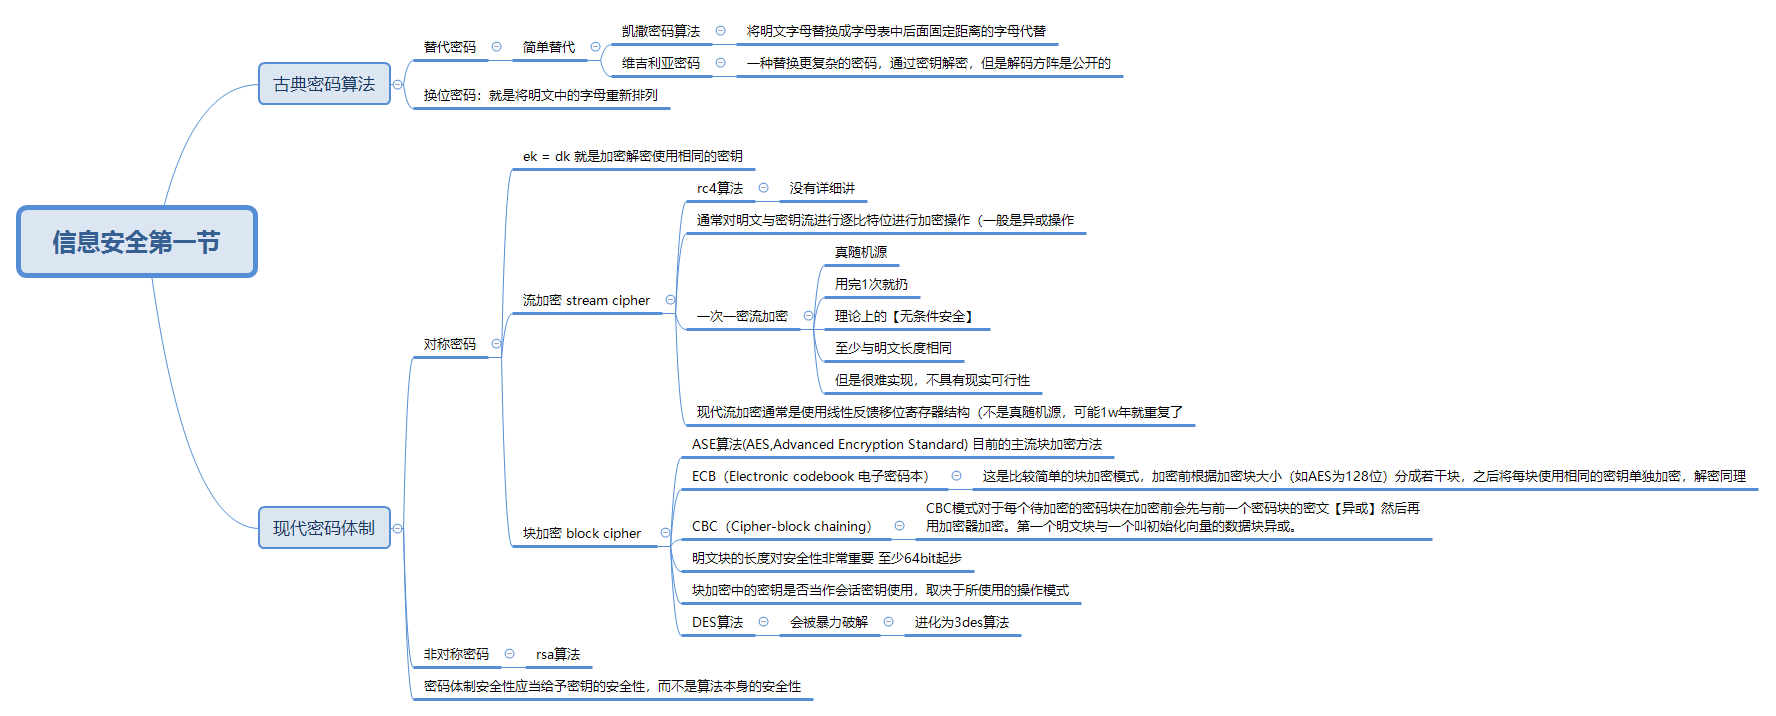 信息安全第一节
古典密码算法
替代密码
简单替代
凯撒密码算法
将明文字母替换成字母表中后面固定距离的字母代替
维吉利亚密码
一种替换更复杂的密码，通过密钥解密，但是解码方阵是公开的
换位密码：就是将明文中的字母重新排列
现代密码体制
对称密码
ek = dk 就是加密解密使用相同的密钥
流加密 stream cipher
rc4算法
没有详细讲
通常对明文与密钥流进行逐比特位进行加密操作（一般是异或操作
一次一密流加密
真随机源
用完1次就扔
理论上的【无条件安全】
至少与明文长度相同
但是很难实现，不具有现实可行性
现代流加密通常是使用线性反馈移位寄存器结构（不是真随机源，可能1w年就重复了
块加密 block cipher
ASE算法(AES,Advanced Encryption Standard) 目前的主流块加密方法
ECB（Electronic codebook 电子密码本）
这是比较简单的块加密模式，加密前根据加密块大小（如AES为128位）分成若干块，之后将每块使用相同的密钥单独加密，解密同理
CBC（Cipher-block chaining）
CBC模式对于每个待加密的密码块在加密前会先与前一个密码块的密文【异或】然后再
用加密器加密。第一个明文块与一个叫初始化向量的数据块异或。
明文块的长度对安全性非常重要 至少64bit起步
块加密中的密钥是否当作会话密钥使用，取决于所使用的操作模式
DES算法
会被暴力破解
进化为3des算法
非对称密码
rsa算法
密码体制安全性应当给予密钥的安全性，而不是算法本身的安全性